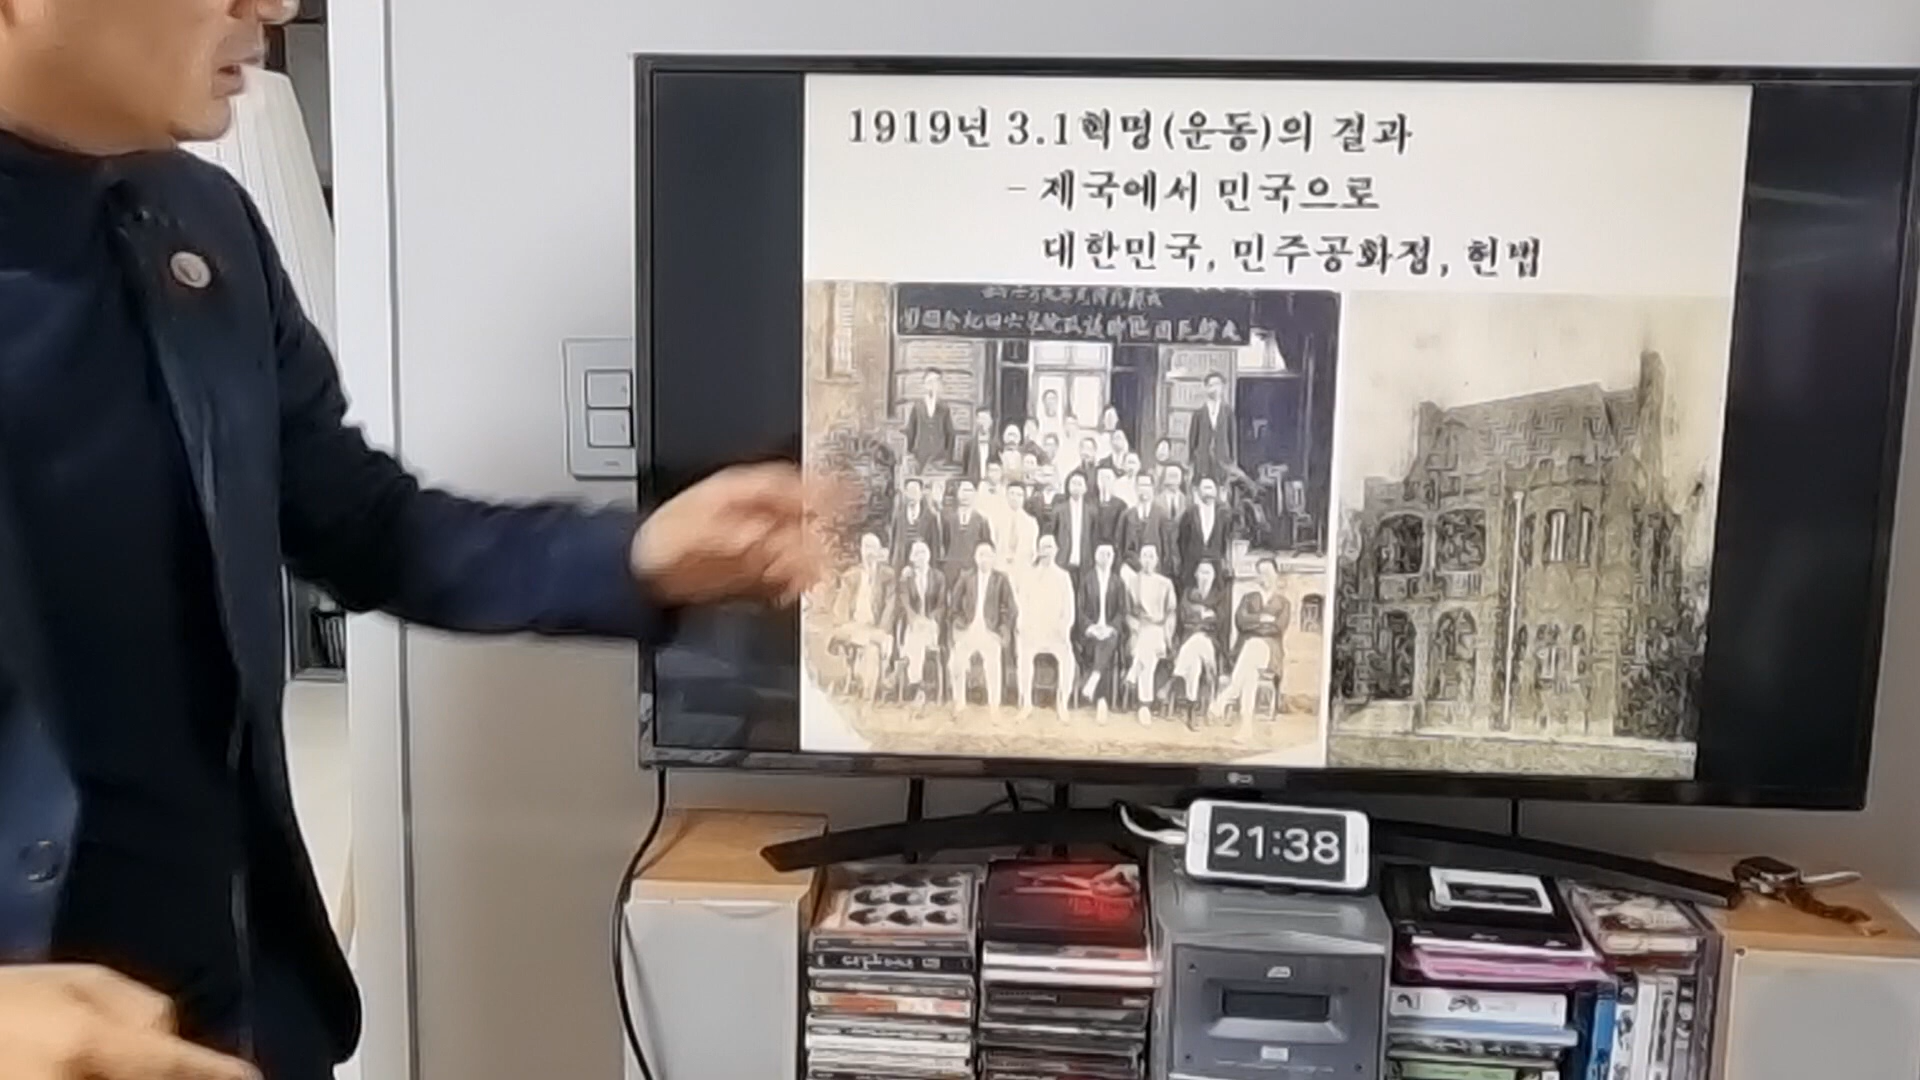 1919년 3.1혁명(운동)의 결과
- 제국에서 민국으로
대한민국, 민주공화정, 헌법
LG
21:38